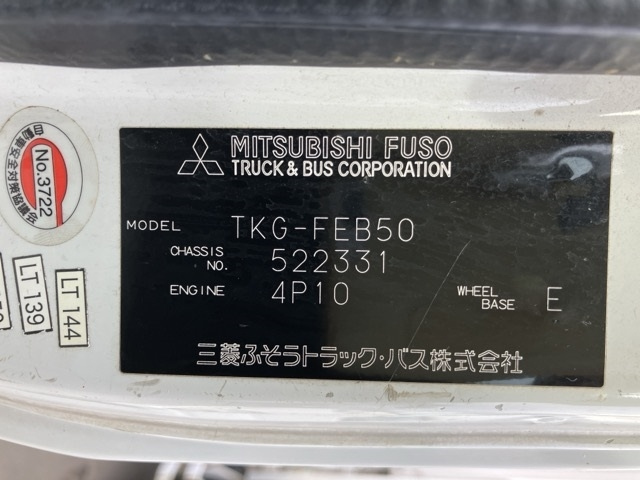 MITSUBISHI FUSO
TRUCK & BUS CORPORATION
MODEL TKG-FEB50
CHASSIS NO. 522331
ENGINE 4P10 WHEEL BASE E
三菱ふそうトラック・バス株式会社
No.3722
LT 139
LT 144